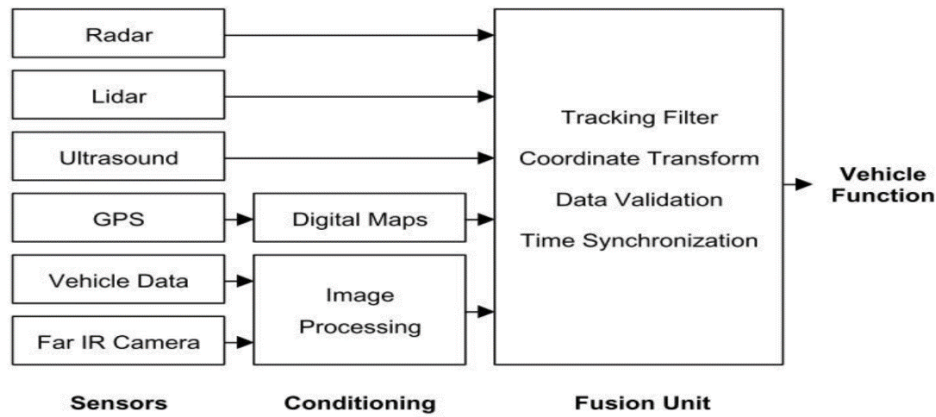 Radar
Lidar
Ultrasound
GPS
Vehicle Data
Far IR Camera
Digital Maps
Image
Processing
Tracking Filter
Coordinate Transform
Data Validation
Time Synchronization
Vehicle
Function
Sensors
Conditioning
Fusion Unit